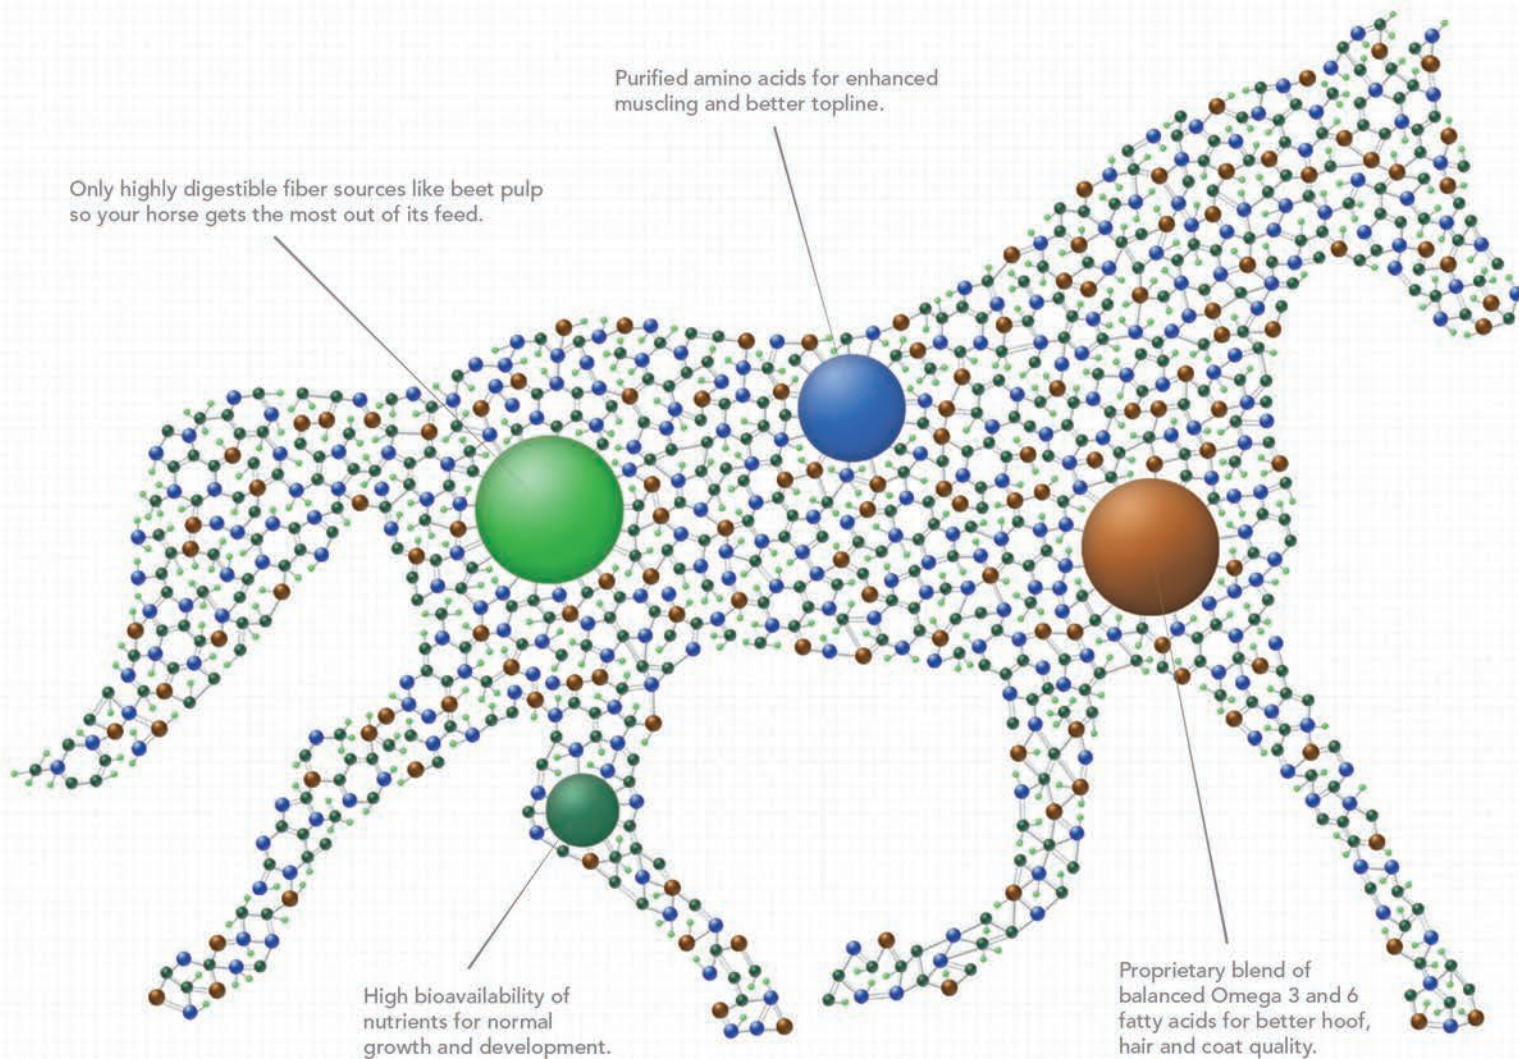 Purified amino acids for enhanced
muscling and better topline.
Only highly digestible fiber sources like beet pulp
so your horse gets the most out of its feed.
High bioavailability of
nutrients for normal
growth and development.
Proprietary blend of
balanced Omega 3 and 6
fatty acids for better hoof,
hair and coat quality.